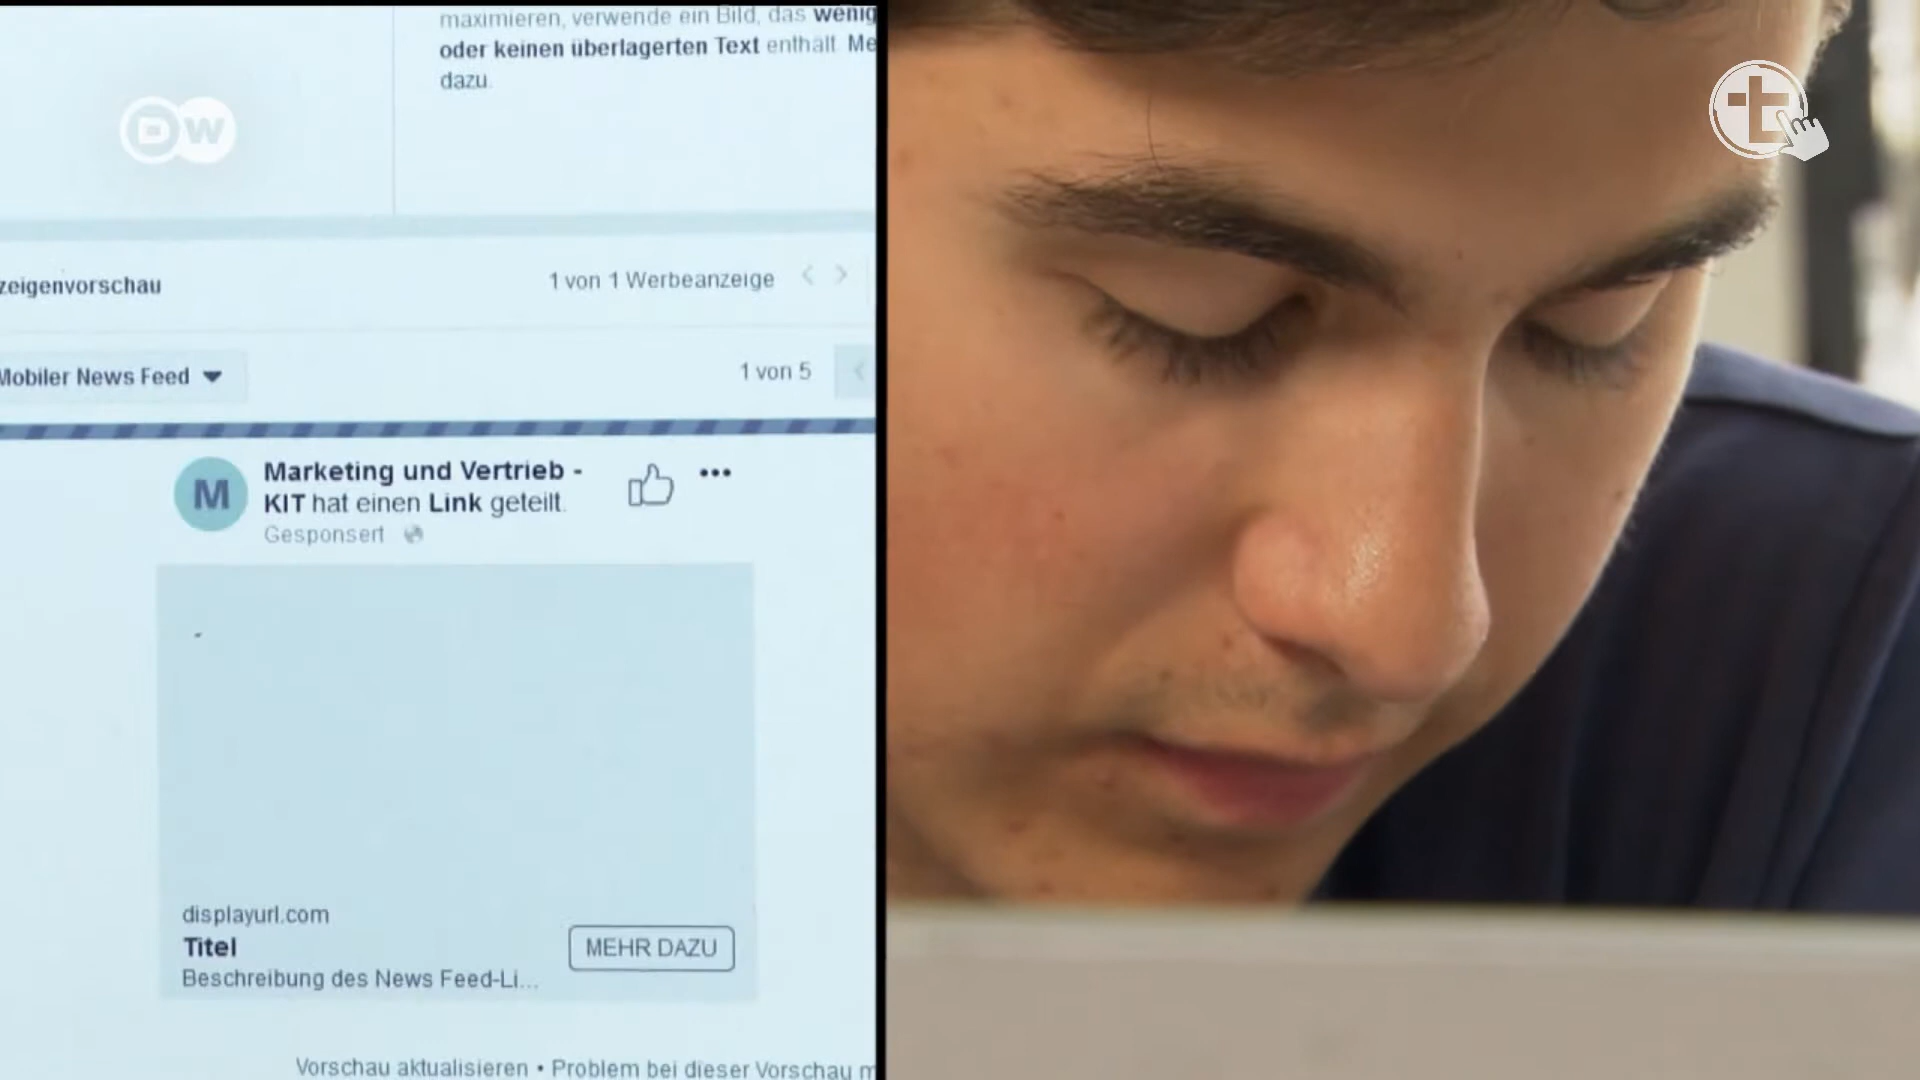 maximieren, verwende ein Bild, das wenig
oder keinen überlagerten Text enthält. Me
dazu.
DW
zeigenvorschau
1 von 1 Werbeanzeige
Mobiler News Feed
1 von 5
M
Marketing und Vertrieb -
KIT hat einen Link geteilt.
Gesponsert
displayurl.com
Titel
MEHR DAZU
Beschreibung des News Feed-Li...
Vorschau aktualisieren • Problem bei dieser Vorschau m